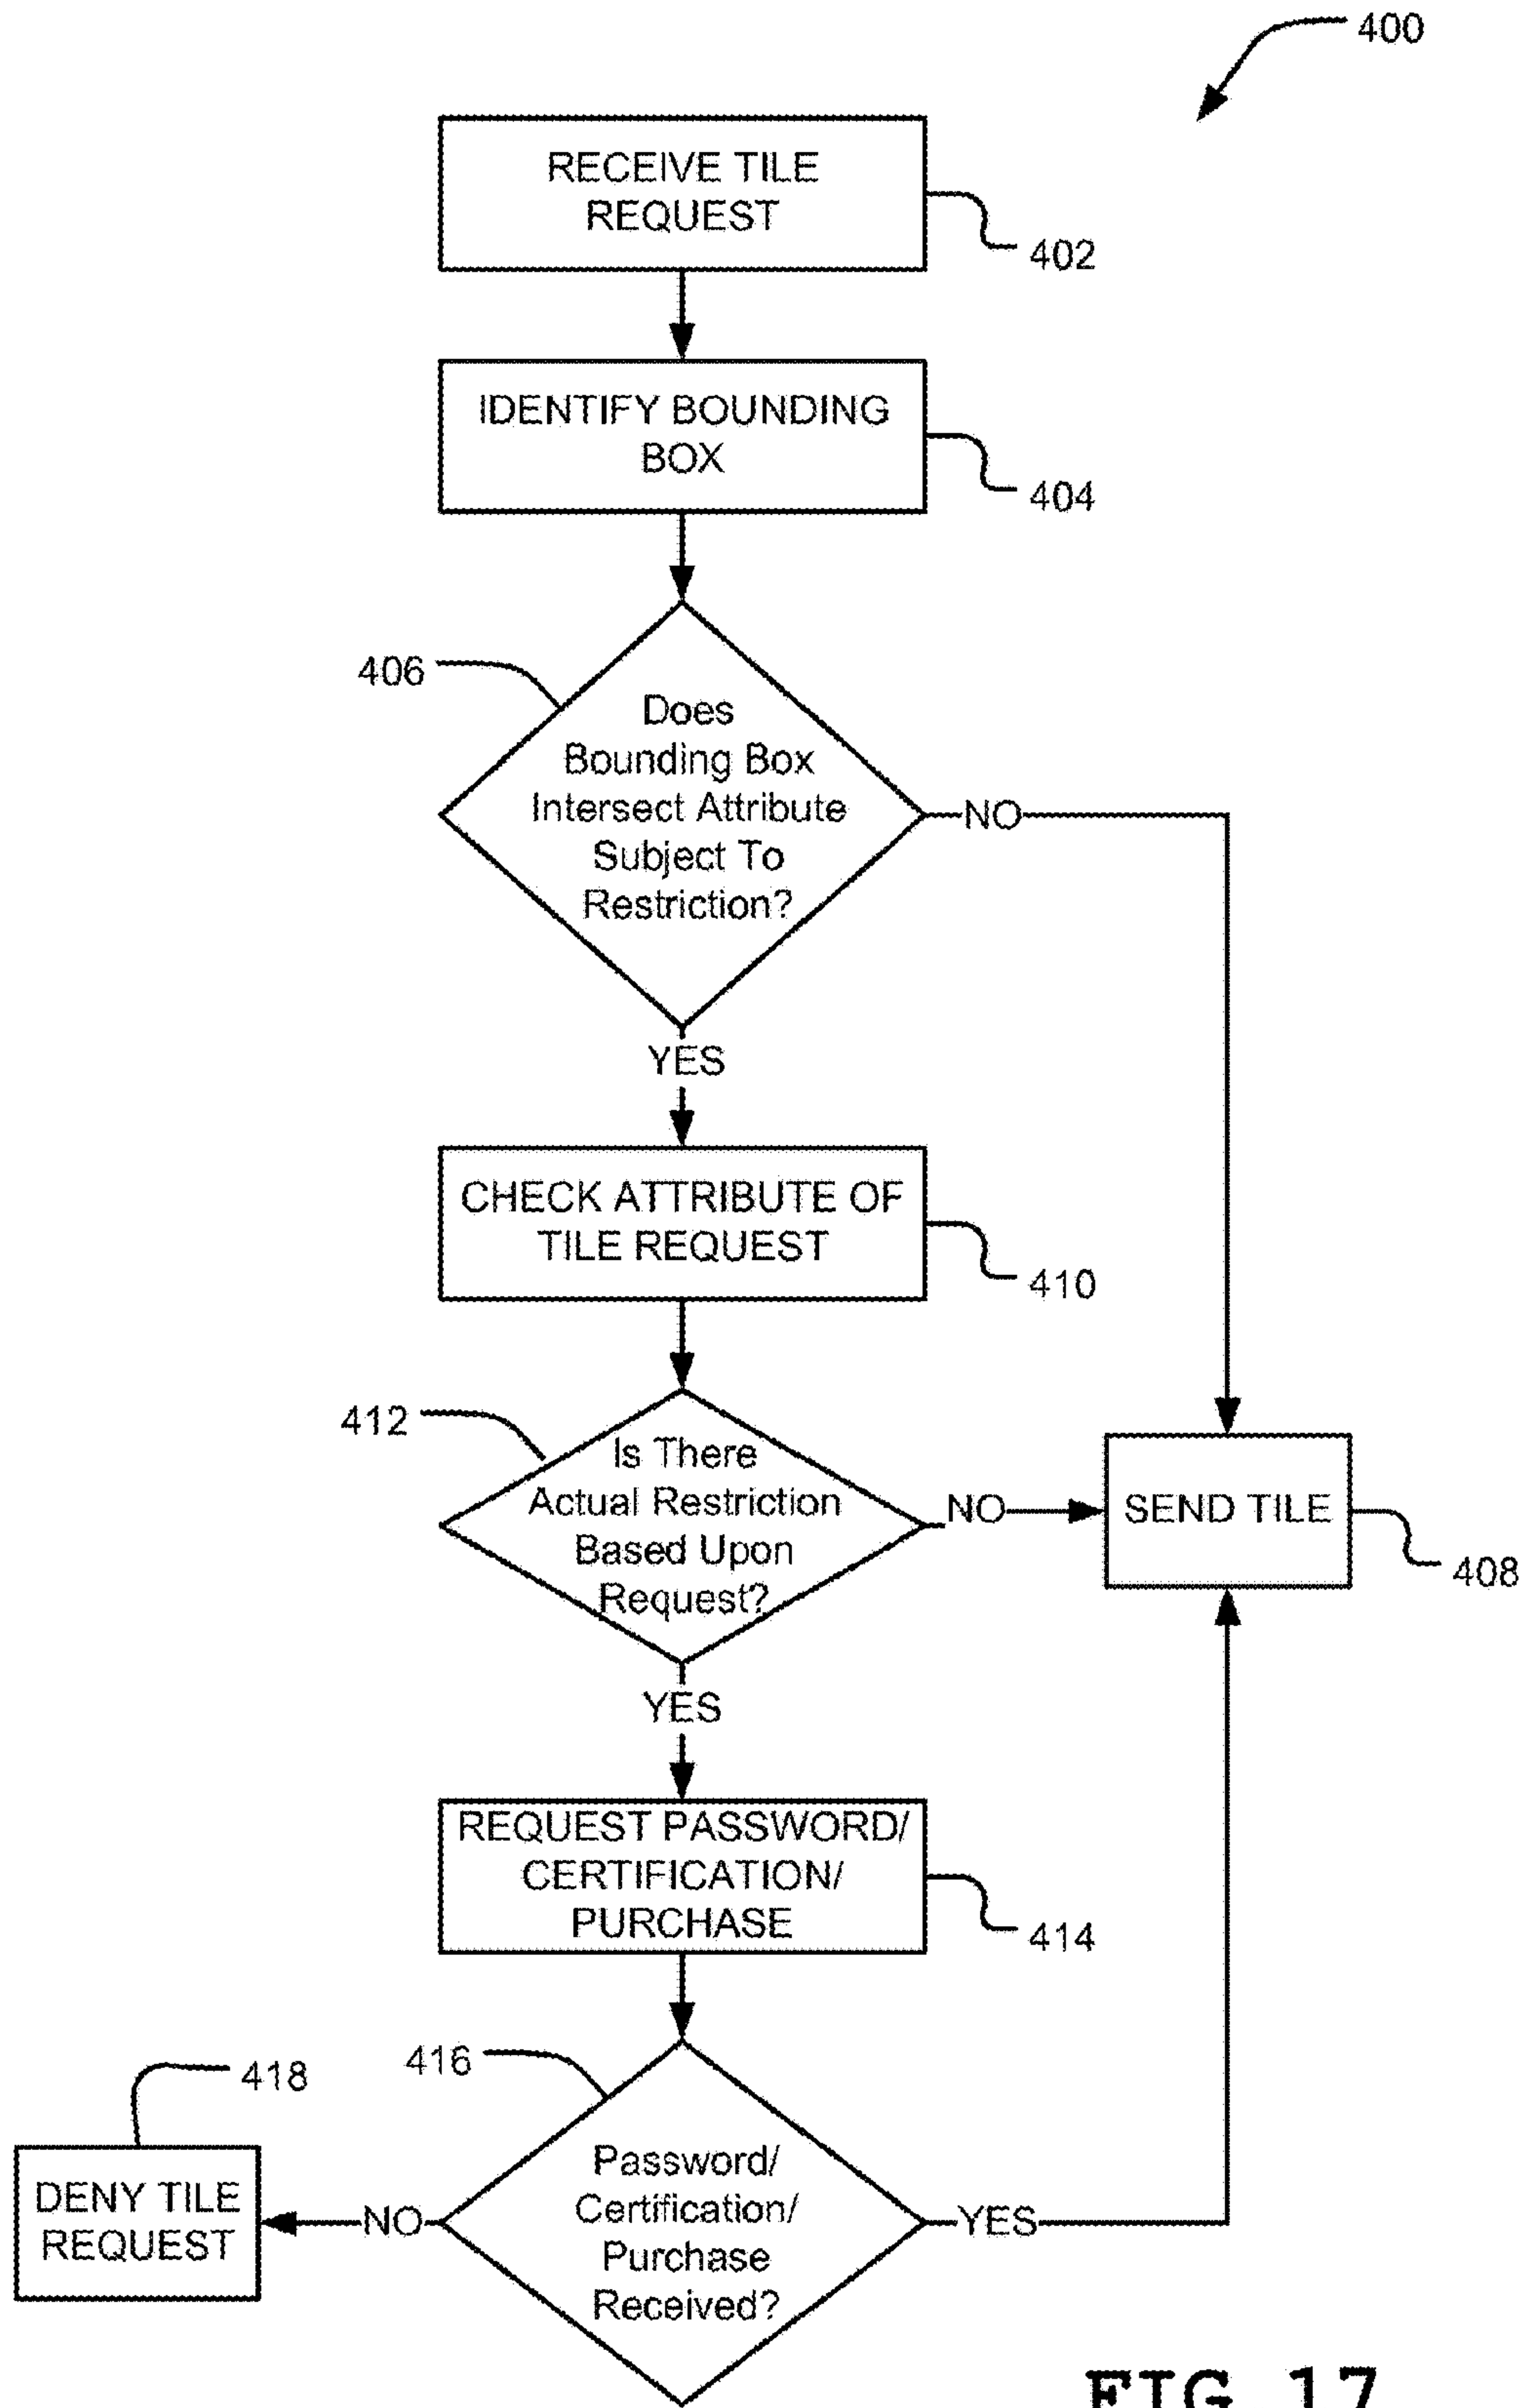 400
RECEIVE TILE
REQUEST
402
IDENTIFY BOUNDING
BOX
404
406
Does
Bounding Box
Intersect Attribute
Subject To
Restriction?
NO
YES
CHECK ATTRIBUTE OF
TILE REQUEST
410
412
Is There
Actual Restriction
Based Upon
Request?
NO
SEND TILE
408
YES
REQUEST PASSWORD/
CERTIFICATION/
PURCHASE
414
416
418
Password/
Certification/
Purchase
Received?
NO
DENY TILE
REQUEST
YES
FIG 17